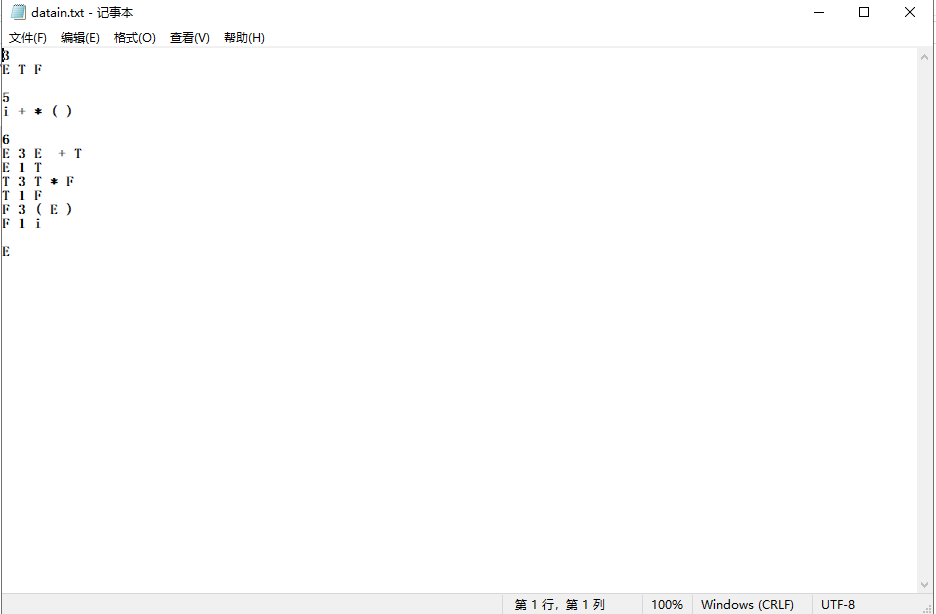 datain.txt - 记事本
文件(F) 编辑(E) 格式(O) 查看(V) 帮助(H)
3
E T F
5
i + * ( )
6
E 3 E  + T
E 1 T
T 3 T * F
T 1 F
F 3 ( E )
F 1 i
E
第 1 行，第 1 列 100% Windows (CRLF) UTF-8